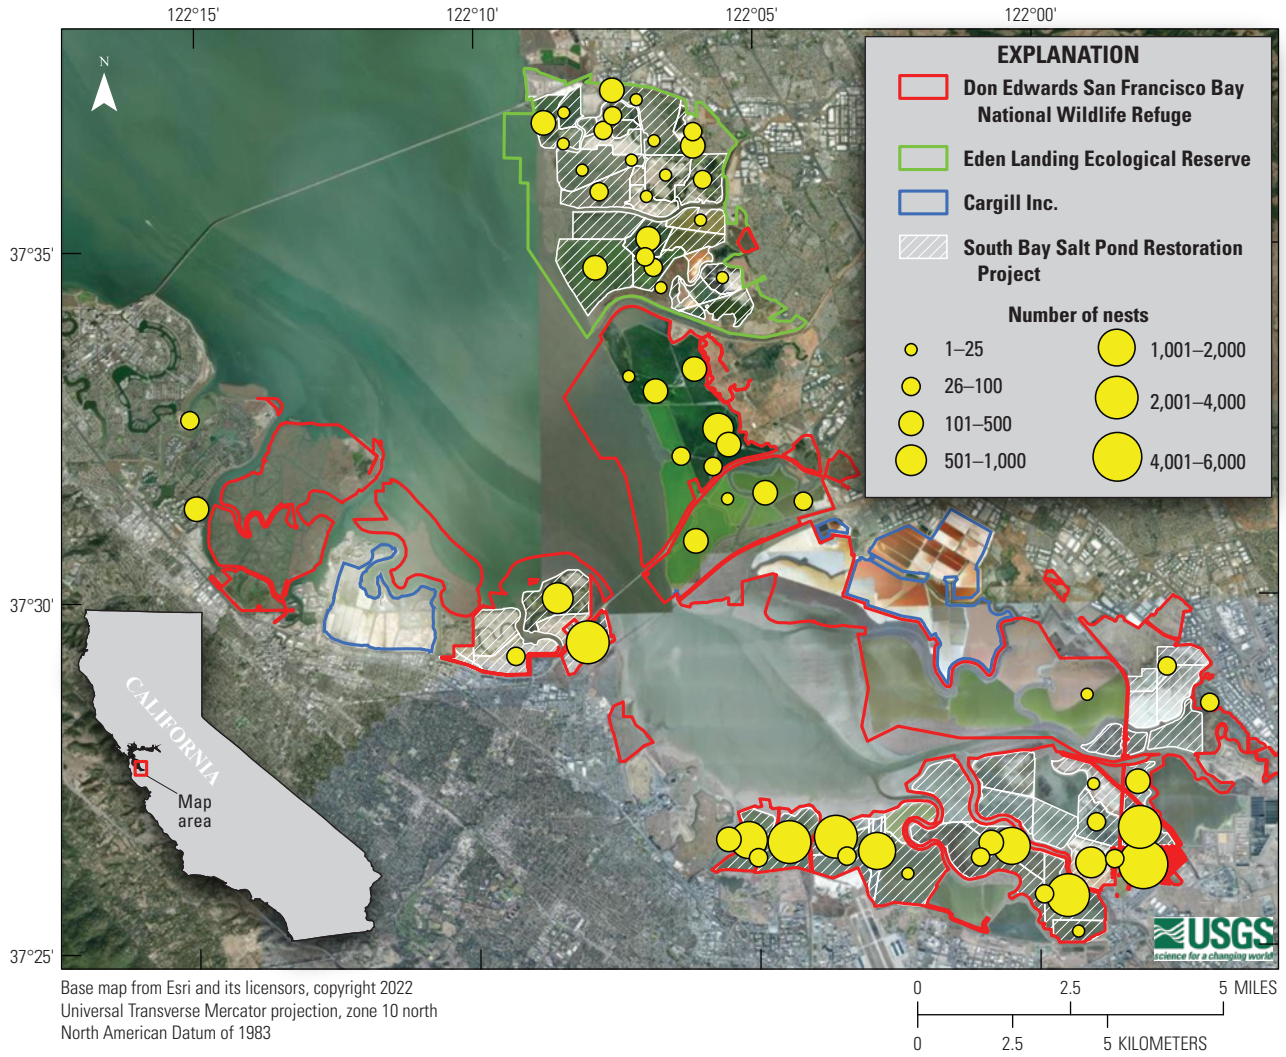 122°15' 122°10' 122°05' 122°00'
N
EXPLANATION
Don Edwards San Francisco Bay
National Wildlife Refuge
Eden Landing Ecological Reserve
Cargill Inc.
South Bay Salt Pond Restoration
Project
Number of nests
1–25 1,001–2,000
26–100 2,001–4,000
101–500 4,001–6,000
501–1,000
37°35'
37°30'
CALIFORNIA
Map
area
37°25'
USGS
science for a changing world
Base map from Esri and its licensors, copyright 2022
Universal Transverse Mercator projection, zone 10 north
North American Datum of 1983
0 2.5 5 MILES
0 2.5 5 KILOMETERS